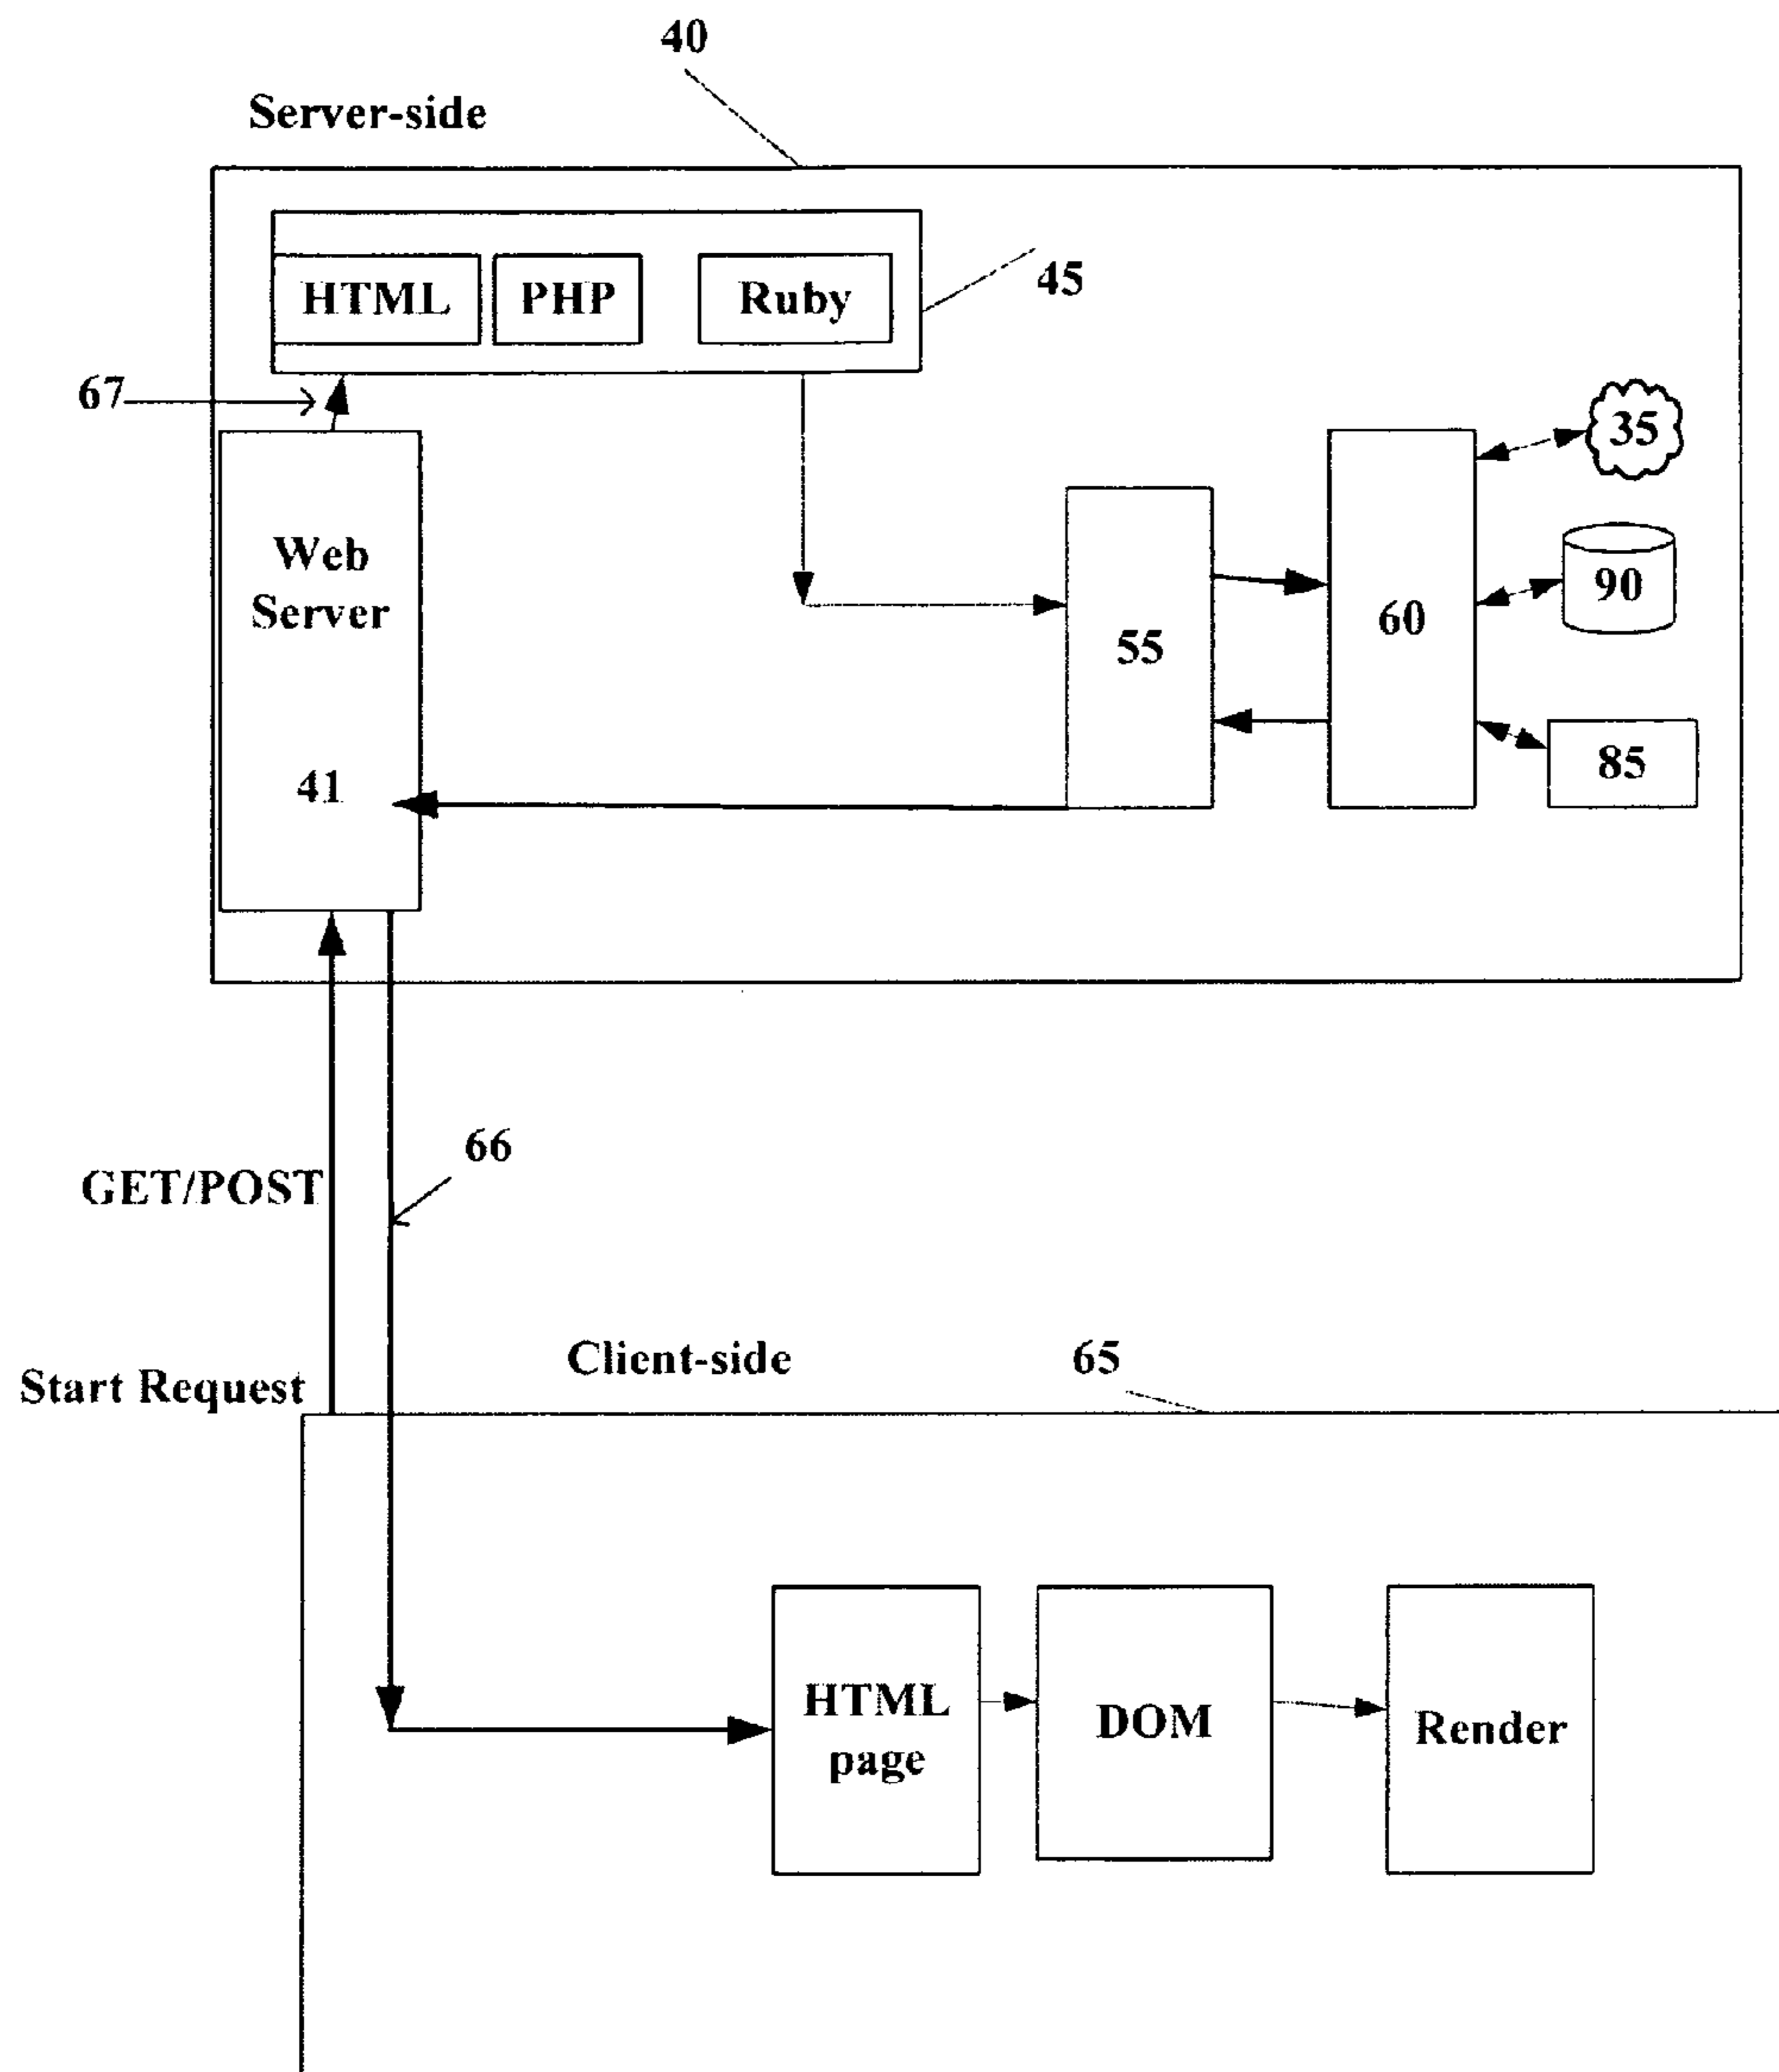 40
Server-side
HTML PHP Ruby
45
67
35
Web
Server
90
60
55
41
85
66
GET/POST
Client-side 65
Start Request
HTML
page
DOM
Render